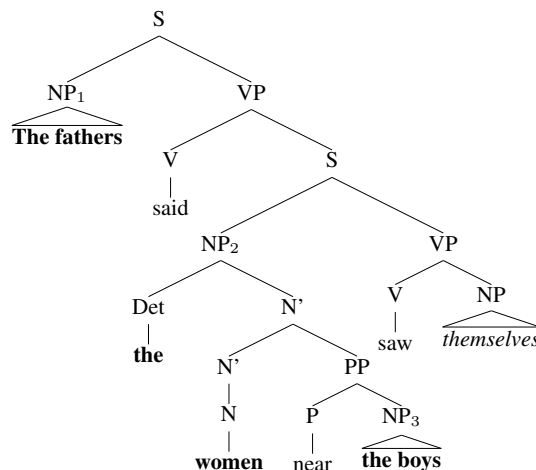 S
NP₁ VP
The fathers
V S
said
NP₂ VP
Det N' V NP
the saw themselves
N' PP
N P NP₃
women near the boys